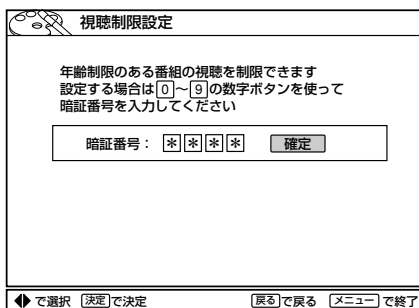 視聴制限設定
年齢制限のある番組の視聴を制限できます
設定する場合は0～9の数字ボタンを使って
暗証番号を入力してください
暗証番号： ＊＊＊＊ 確定
◆で選択 決定で決定 戻るで戻る メニューで終了